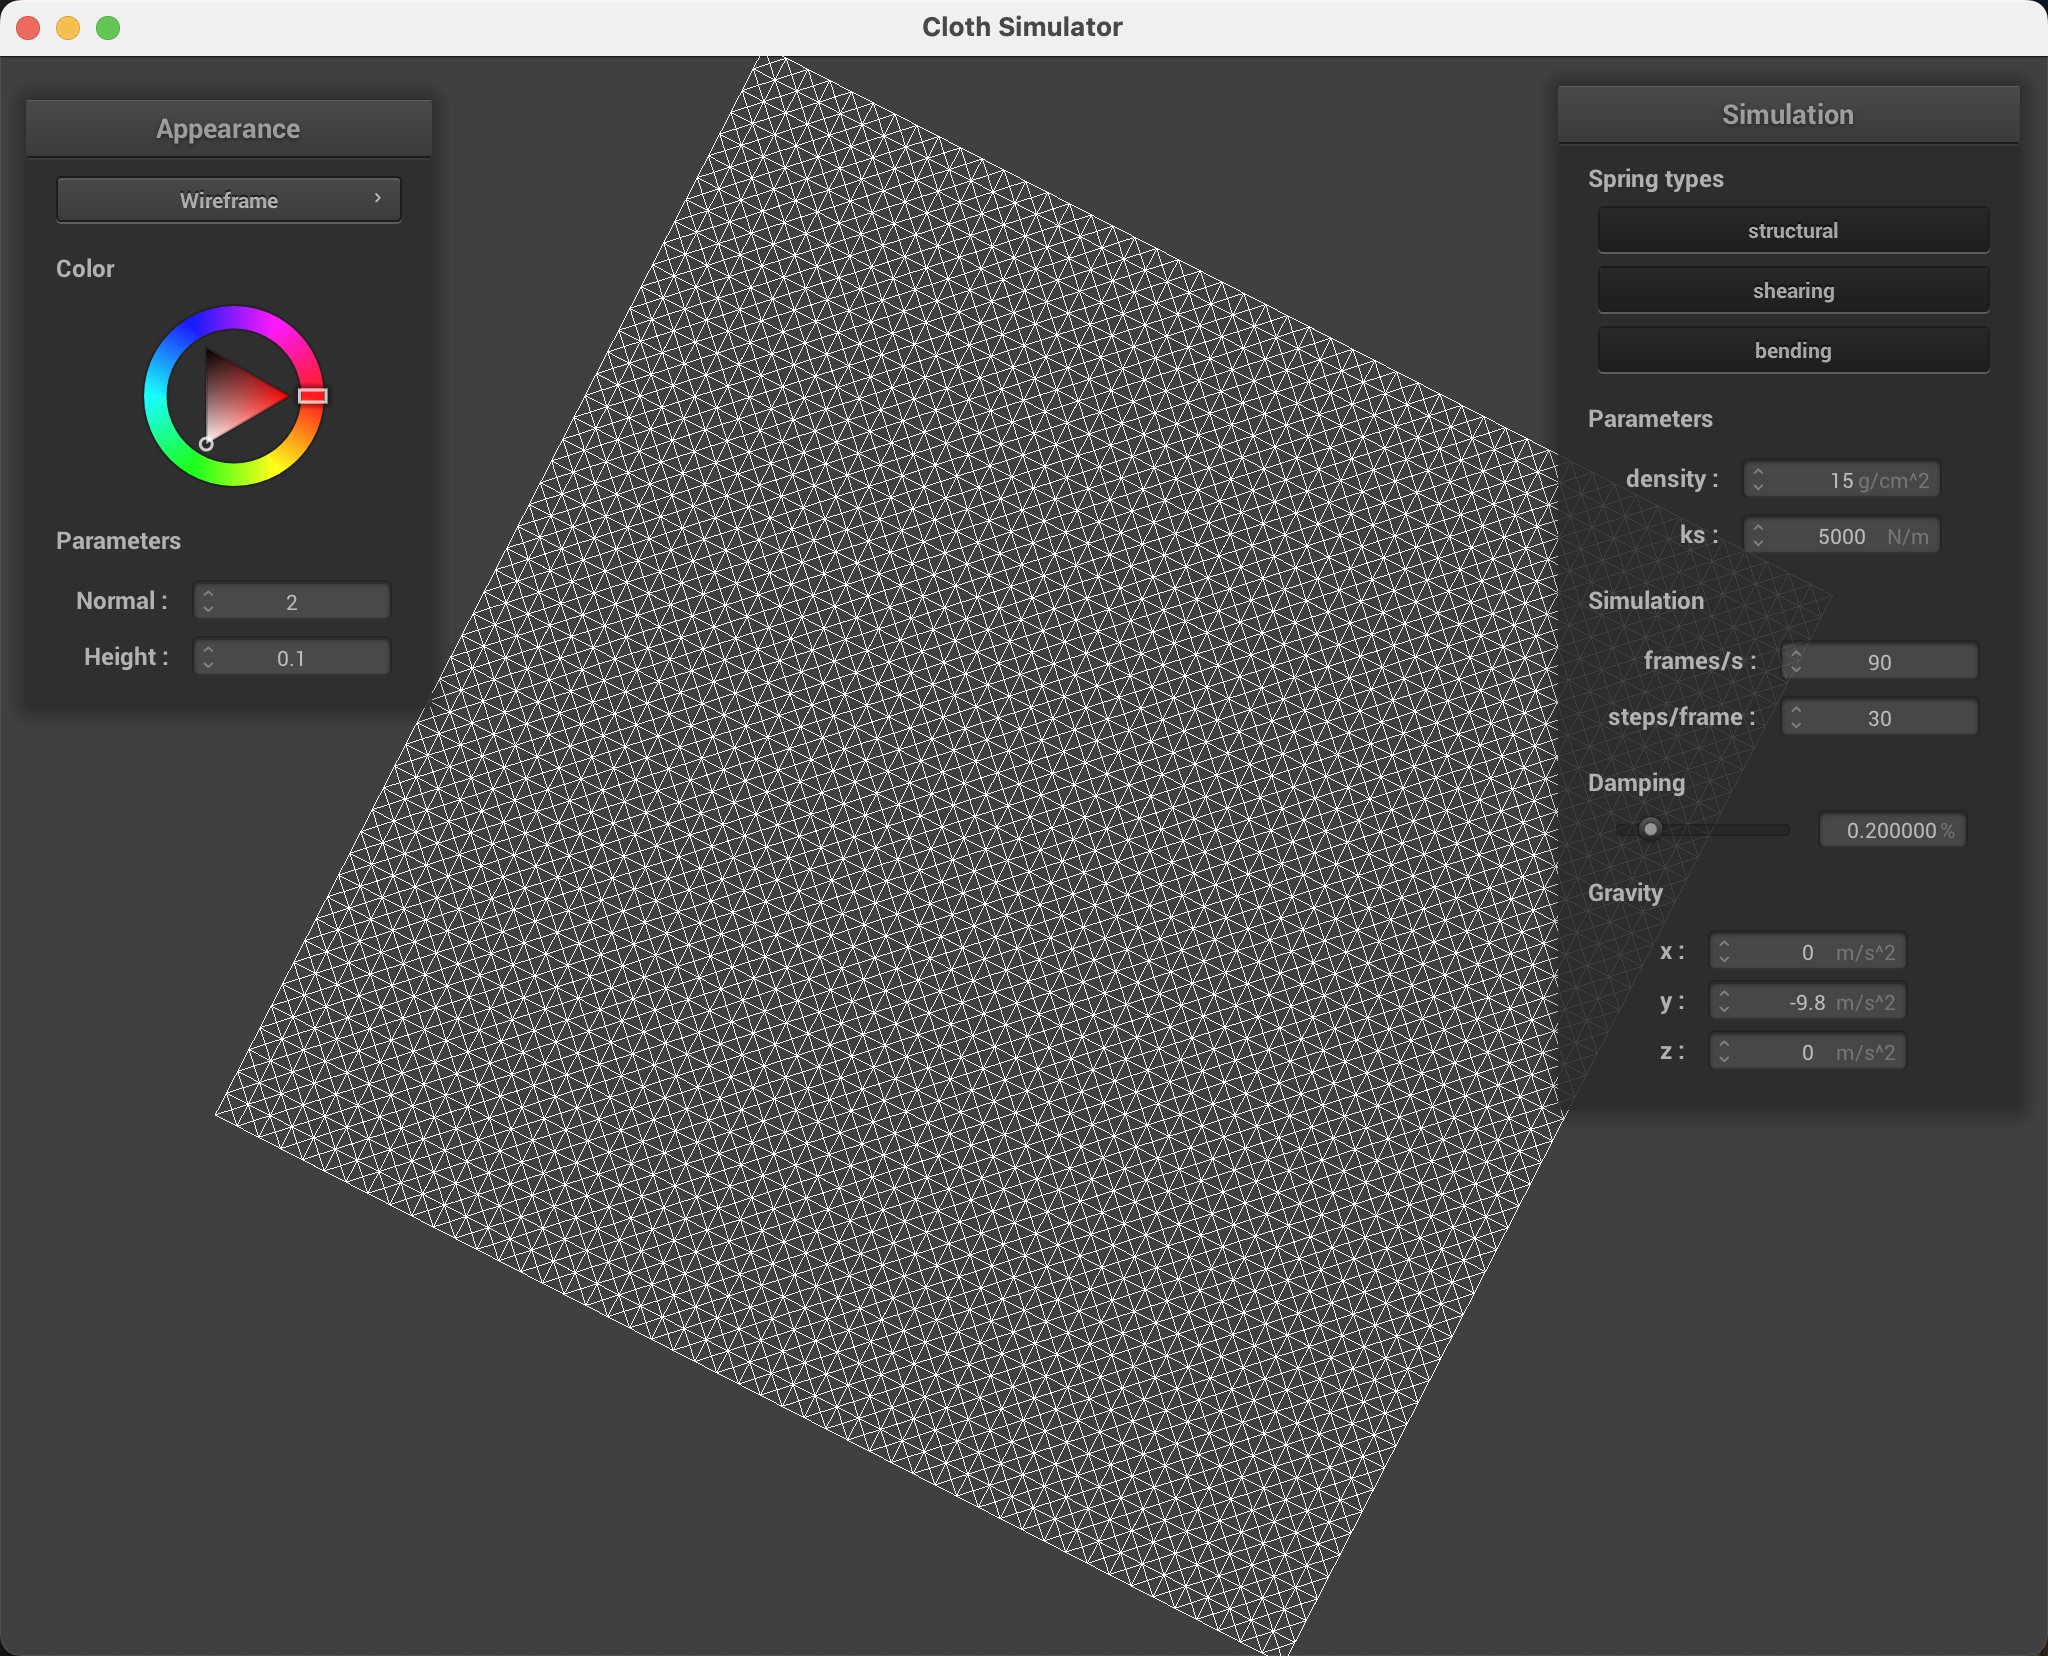 Cloth Simulator
Appearance
Wireframe
Color
Parameters
Normal : 2
Height : 0.1
Simulation
Spring types
structural
shearing
bending
Parameters
density : 15 g/cm^2
ks : 5000 N/m
Simulation
frames/s : 90
steps/frame : 30
Damping
0.200000 %
Gravity
x : 0 m/s^2
y : -9.8 m/s^2
z : 0 m/s^2